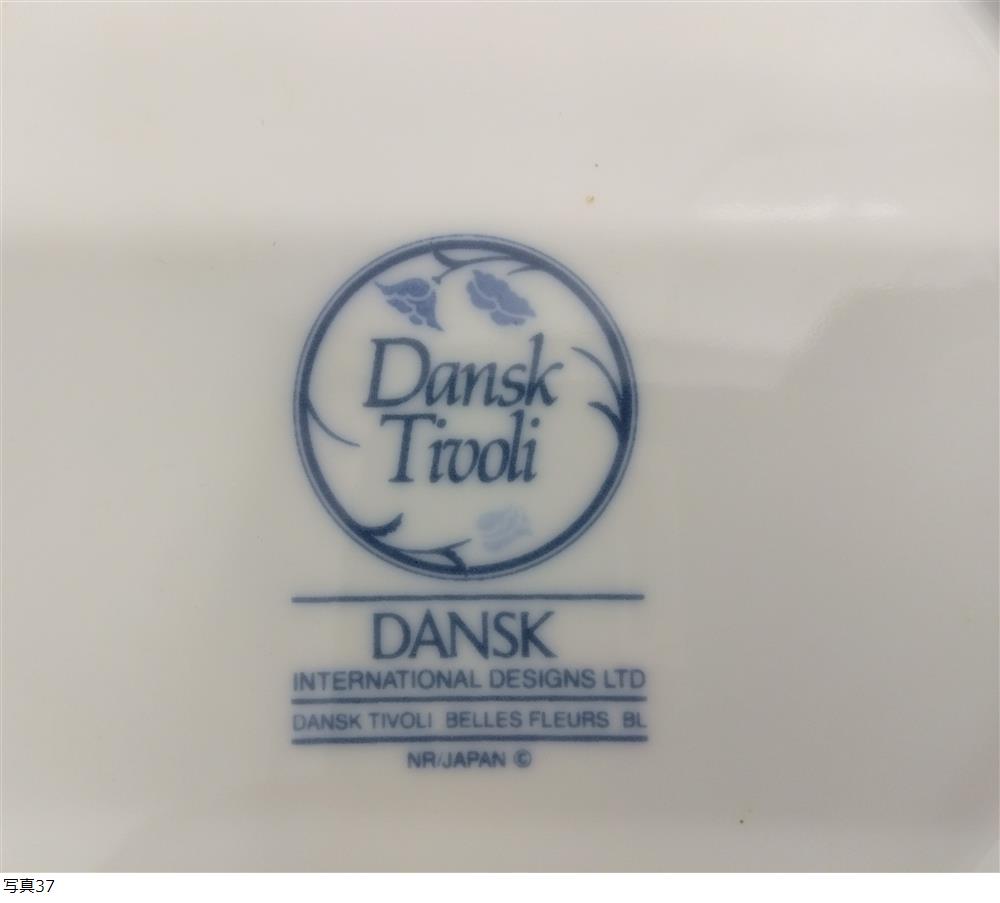 Dansk
Tivoli
DANSK
INTERNATIONAL DESIGNS LTD
DANSK TIVOLI BELLES FLEURS BL
NR/JAPAN ©
写真37